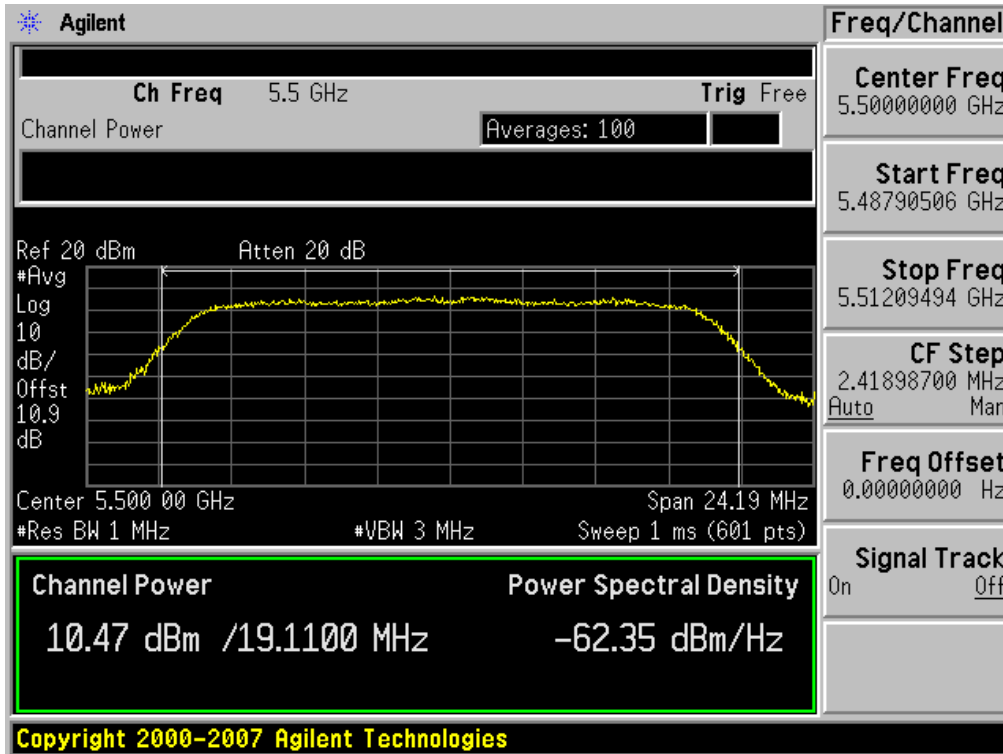 Agilent
Freq/Channel
Ch Freq 5.5 GHz Trig Free
Channel Power Averages: 100
Center Freq
5.50000000 GHz
Start Freq
5.48790506 GHz
Stop Freq
5.51209494 GHz
CF Step
2.41898700 MHz
Auto Man
Freq Offset
0.00000000 Hz
Signal Track
On Off
Ref 20 dBm Atten 20 dB
#Avg
Log
10
dB/
Offst
10.9
dB
Center 5.500 00 GHz Span 24.19 MHz
#Res BW 1 MHz #VBW 3 MHz Sweep 1 ms (601 pts)
Channel Power Power Spectral Density
10.47 dBm /19.1100 MHz -62.35 dBm/Hz
Copyright 2000-2007 Agilent Technologies